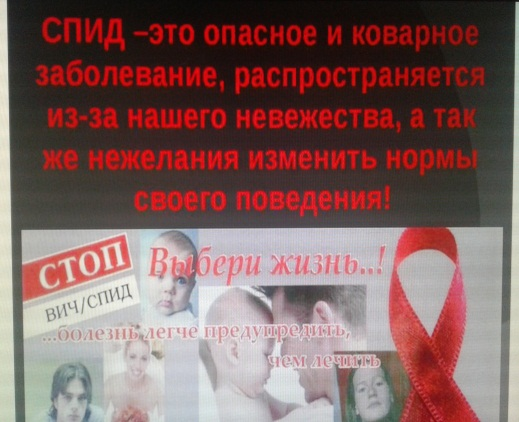 СПИД –это опасное и коварное
заболевание, распространяется
из-за нашего невежества, а так
же нежелания изменить нормы
своего поведения!
СТОП
ВИЧ/СПИД
Выбери жизнь..!
...болезнь легче предупредить,
чем лечить